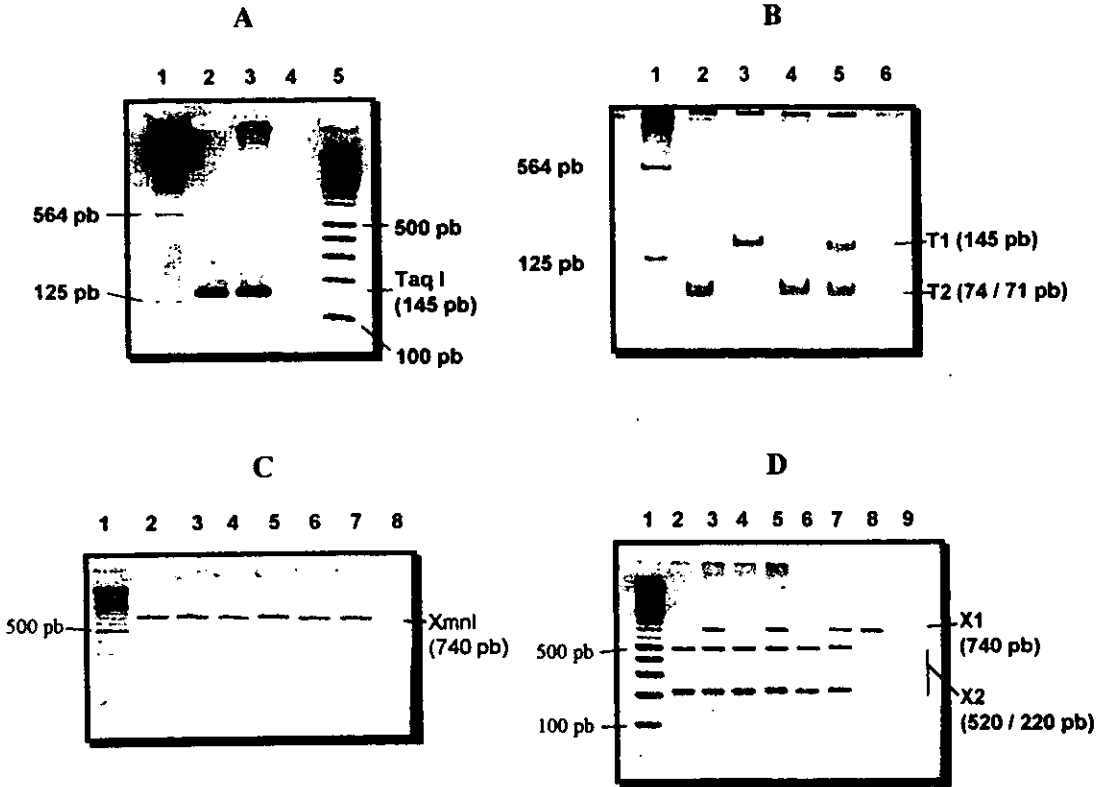 A
1 2 3 4 5
564 pb
125 pb
500 pb
Taq I
(145 pb)
100 pb
B
1 2 3 4 5 6
564 pb
125 pb
T1 (145 pb)
T2 (74 / 71 pb)
C
1 2 3 4 5 6 7 8
500 pb
XmnI
(740 pb)
D
1 2 3 4 5 6 7 8 9
500 pb
100 pb
X1
(740 pb)
X2
(520 / 220 pb)